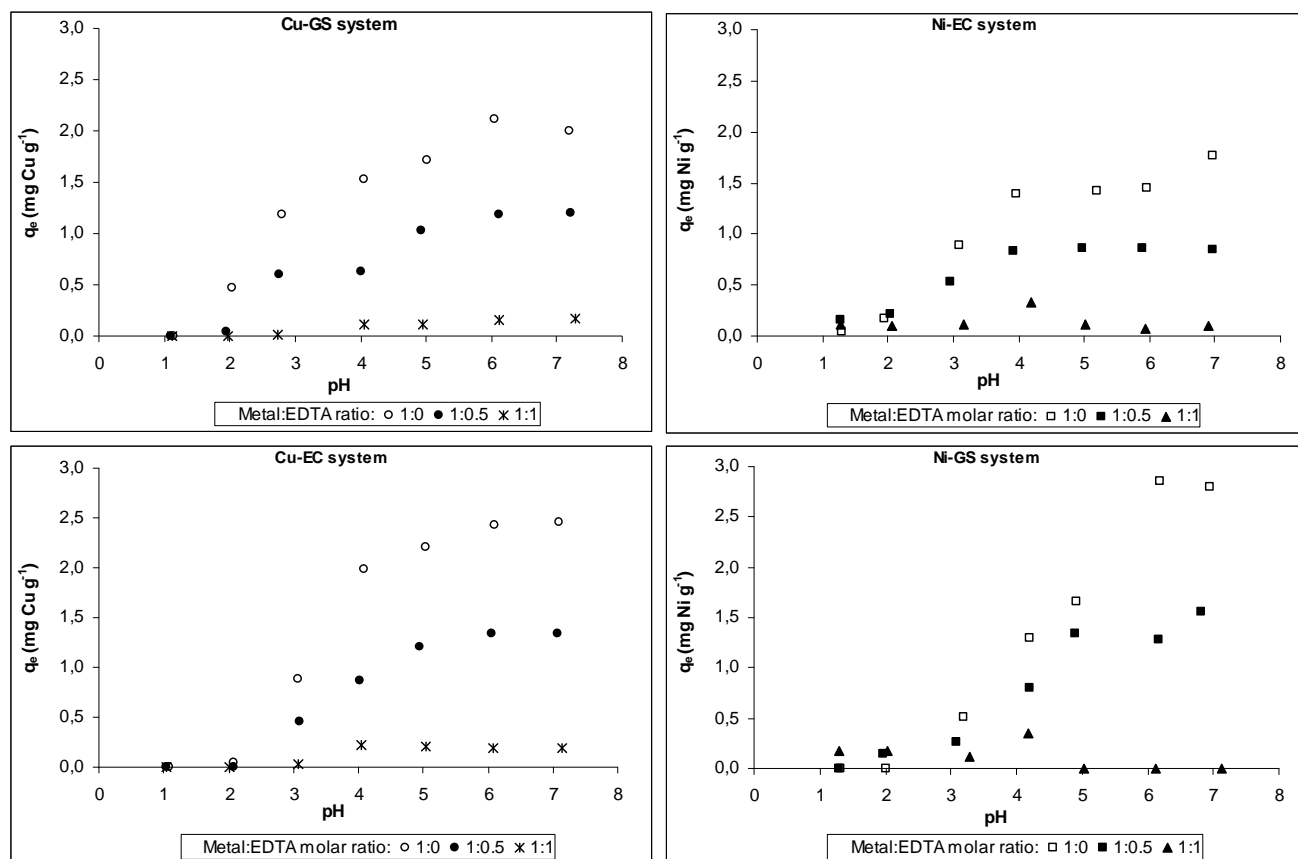 Cu-GS system
3,0
2,5
2,0
1,5
1,0
0,5
0,0
qe (mg Cu g-1)
0 1 2 3 4 5 6 7 8
pH
Metal:EDTA ratio: 1:0 1:0.5 1:1
Ni-EC system
3,0
2,5
2,0
1,5
1,0
0,5
0,0
qe (mg Ni g-1)
0 1 2 3 4 5 6 7 8
pH
Metal:EDTA molar ratio: 1:0 1:0.5 1:1
Cu-EC system
3,0
2,5
2,0
1,5
1,0
0,5
0,0
qe (mg Cu g-1)
0 1 2 3 4 5 6 7 8
pH
Metal:EDTA molar ratio: 1:0 1:0.5 1:1
Ni-GS system
3,0
2,5
2,0
1,5
1,0
0,5
0,0
qe (mg Ni g-1)
0 1 2 3 4 5 6 7 8
pH
Metal:EDTA molar ratio: 1:0 1:0.5 1:1